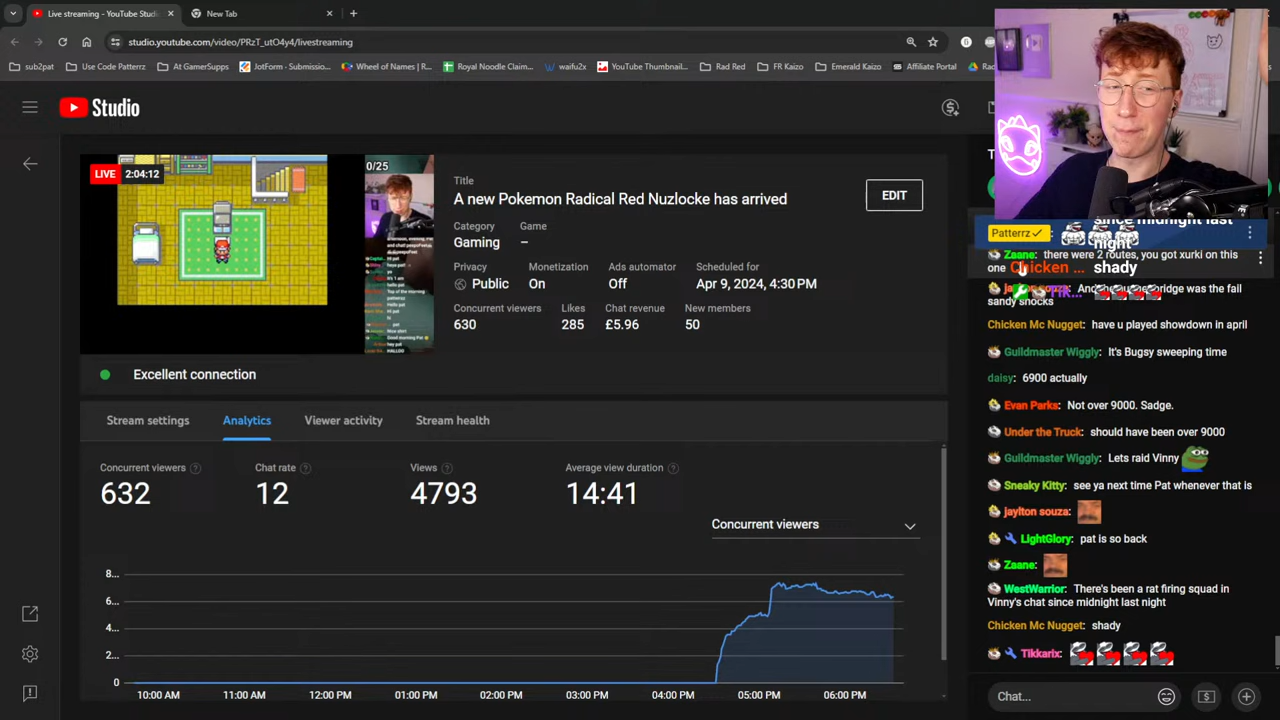 Live streaming - YouTube Studio
New Tab
studio.youtube.com/video/PRzT_utO4y4/livestreaming
sub2pat
Use Code Patterrz
At GamerSupps
JotForm - Submissio...
Wheel of Names | R...
Royal Noodle Claim...
waifu2x
YouTube Thumbnail...
Rad Red
FR Kaizo
Emerald Kaizo
Affiliate Portal
Studio
LIVE 2:04:12
0/25
Title
A new Pokemon Radical Red Nuzlocke has arrived
EDIT
Category Game
Gaming –
Privacy Monetization Ads automator Scheduled for
Public On Off Apr 9, 2024, 4:30 PM
Concurrent viewers Likes Chat revenue New members
630 285 £5.96 50
Excellent connection
Stream settings Analytics Viewer activity Stream health
Concurrent viewers Chat rate Views Average view duration
632 12 4793 14:41
Concurrent viewers
8...
6...
4...
2...
0
10:00 AM 11:00 AM 12:00 PM 01:00 PM 02:00 PM 03:00 PM 04:00 PM 05:00 PM 06:00 PM
since midnight last
night
Patterrz
Zaane: there were 2 routes, you got xurki on this
one
Chicken ... shady
Tik...
sandy shocks
Chicken Mc Nugget: have u played showdown in april
Guildmaster Wiggly: It's Bugsy sweeping time
daisy: 6900 actually
Evan Parks: Not over 9000. Sadge.
Under the Truck: should have been over 9000
Guildmaster Wiggly: Lets raid Vinny
Sneaky Kitty: see ya next time Pat whenever that is
jaylton souza:
LightGlory: pat is so back
Zaane:
WestWarrior: There's been a rat firing squad in
Vinny's chat since midnight last night
Chicken Mc Nugget: shady
Tikkarix:
Chat...